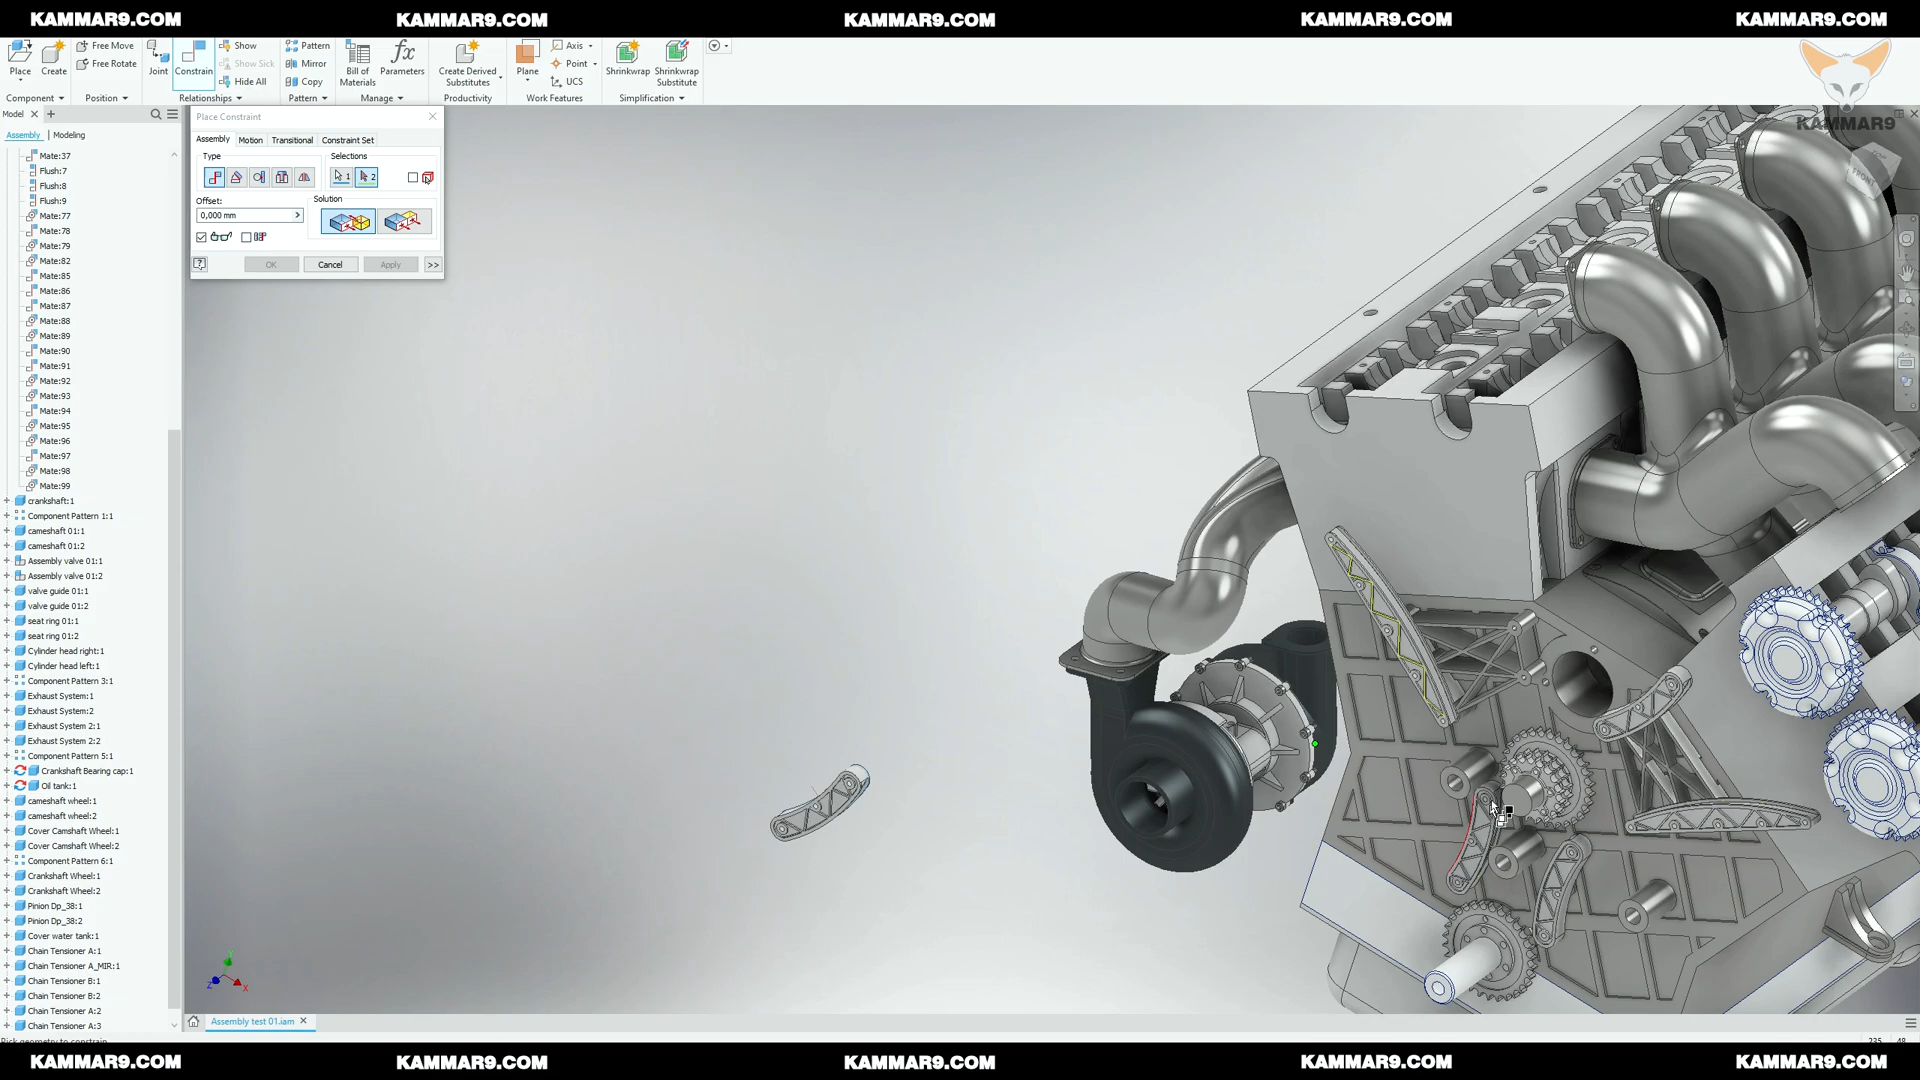 KAMMAR9.COM KAMMAR9.COM KAMMAR9.COM KAMMAR9.COM KAMMAR9.COM
Place
Create
Free Move
Free Rotate
Joint
Constrain
Show
Show Sick
Hide All
Pattern
Mirror
Copy
Bill of
Materials
fx
Parameters
Create Derived
Substitutes
Plane
Axis
Point
UCS
Shrinkwrap
Shrinkwrap
Substitute
Component
Position
Relationships
Pattern
Manage
Productivity
Work Features
Simplification
KAMMAR9
FRONT
Model
Assembly | Modeling
Mate:37
Flush:7
Flush:8
Flush:9
Mate:77
Mate:78
Mate:79
Mate:82
Mate:85
Mate:86
Mate:87
Mate:88
Mate:89
Mate:90
Mate:91
Mate:92
Mate:93
Mate:94
Mate:95
Mate:96
Mate:97
Mate:98
Mate:99
crankshaft:1
Component Pattern 1:1
cameshaft 01:1
cameshaft 01:2
Assembly valve 01:1
Assembly valve 01:2
valve guide 01:1
valve guide 01:2
seat ring 01:1
seat ring 01:2
Cylinder head right:1
Cylinder head left:1
Component Pattern 3:1
Exhaust System:1
Exhaust System:2
Exhaust System 2:1
Exhaust System 2:2
Component Pattern 5:1
Crankshaft Bearing cap:1
Oil tank:1
cameshaft wheel:1
cameshaft wheel:2
Cover Camshaft Wheel:1
Cover Camshaft Wheel:2
Component Pattern 6:1
Crankshaft Wheel:1
Crankshaft Wheel:2
Pinion Dp_38:1
Pinion Dp_38:2
Cover water tank:1
Chain Tensioner A:1
Chain Tensioner A_MIR:1
Chain Tensioner B:1
Chain Tensioner B:2
Chain Tensioner A:2
Chain Tensioner A:3
Place Constraint
Assembly Motion Transitional Constraint Set
Type
Selections
1 2
Offset:
0,000 mm
Solution
OK Cancel Apply >>
Y
Z
X
Assembly test 01.iam
Pick geometry to constrain
235 48
KAMMAR9.COM KAMMAR9.COM KAMMAR9.COM KAMMAR9.COM KAMMAR9.COM